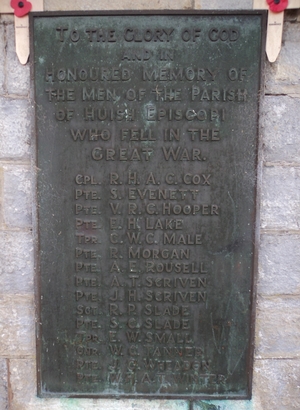 TO THE GLORY OF GOD
AND IN
HONOURED MEMORY OF
THE MEN OF THE PARISH
OF HUISH EPISCOPI
WHO FELL IN THE
GREAT WAR.
CPL. R. H. A. C. COX
PTE. S. EVENETT
PTE. V. R. G. HOOPER
PTE. F. H. LAKE
TPR. C. W. G. MALE
PTE. R. MORGAN
PTE. A. E. ROUSELL
PTE. A. T. SCRIVEN
PTE. J. H. SCRIVEN
R. P. SLADE
PTE. S. C. SLADE
E. W. SMALL